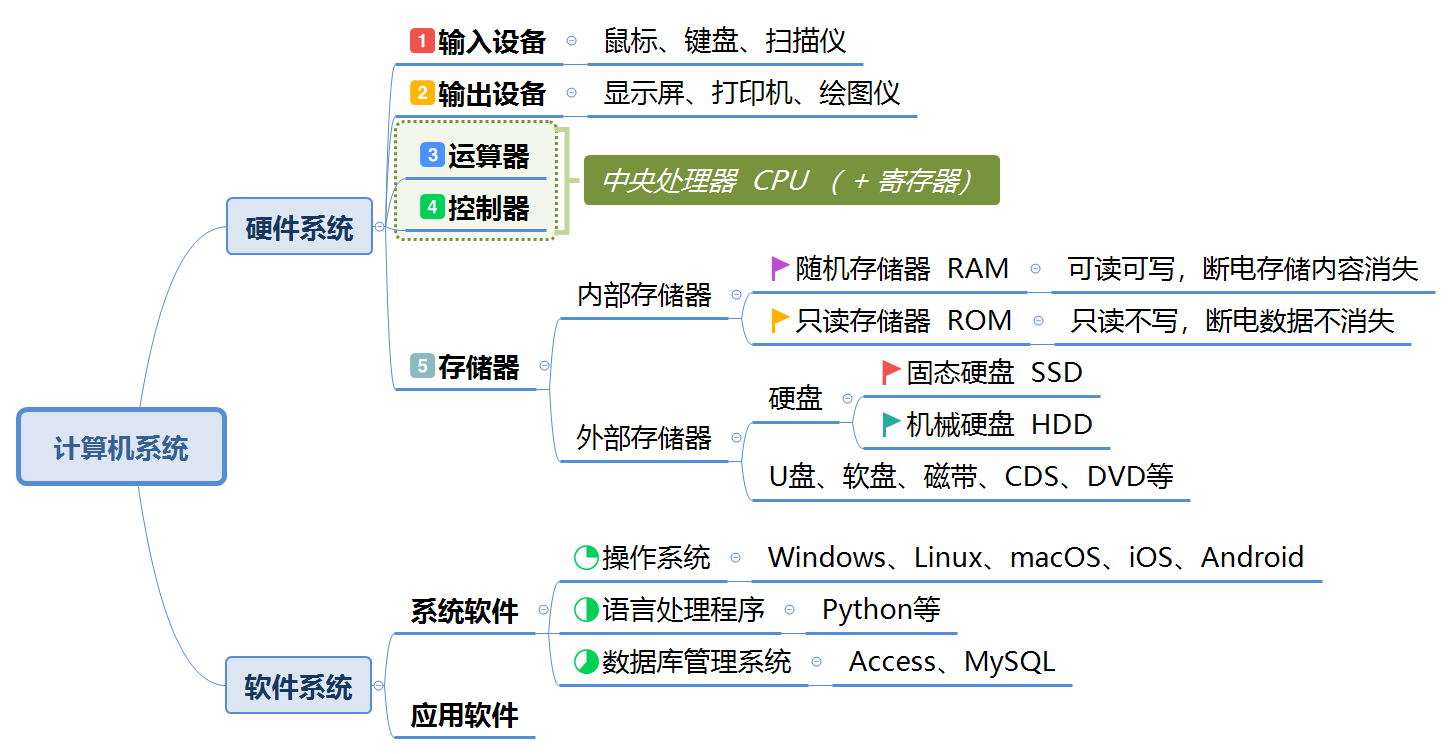 1 输入设备 鼠标、键盘、扫描仪
2 输出设备 显示屏、打印机、绘图仪
3 运算器
中央处理器 CPU （ + 寄存器）
4 控制器
硬件系统
随机存储器 RAM 可读可写，断电存储内容消失
内部存储器
只读存储器 ROM 只读不写，断电数据不消失
5 存储器
固态硬盘 SSD
硬盘
机械硬盘 HDD
外部存储器
计算机系统
U盘、软盘、磁带、CDS、DVD等
操作系统 Windows、Linux、macOS、iOS、Android
系统软件
语言处理程序 Python等
数据库管理系统 Access、MySQL
软件系统
应用软件